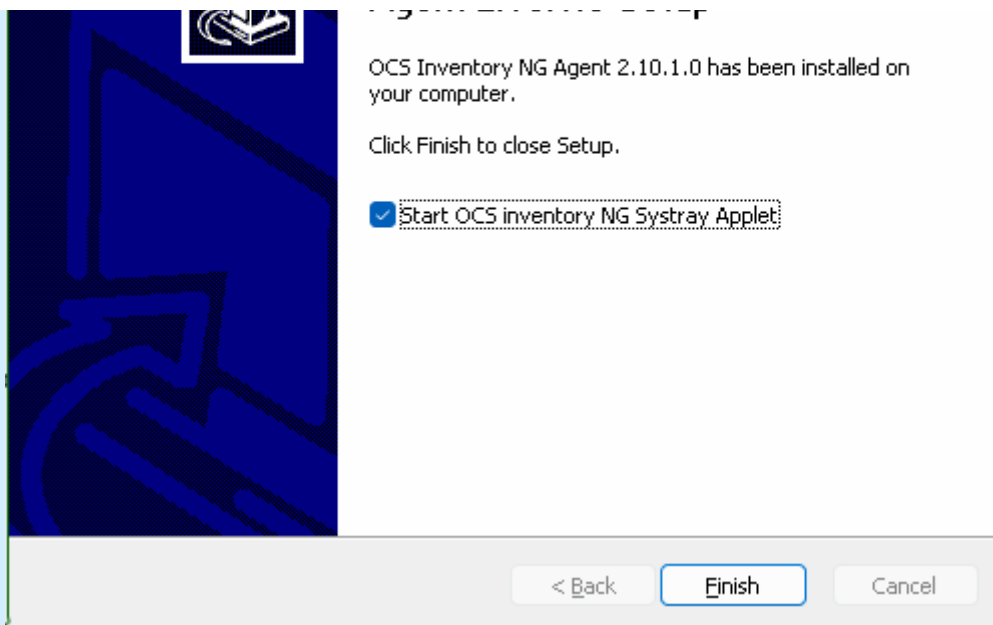 OCS Inventory NG Agent 2.10.1.0 has been installed on
your computer.
Click Finish to close Setup.
Start OCS inventory NG Systray Applet
< Back
Finish
Cancel